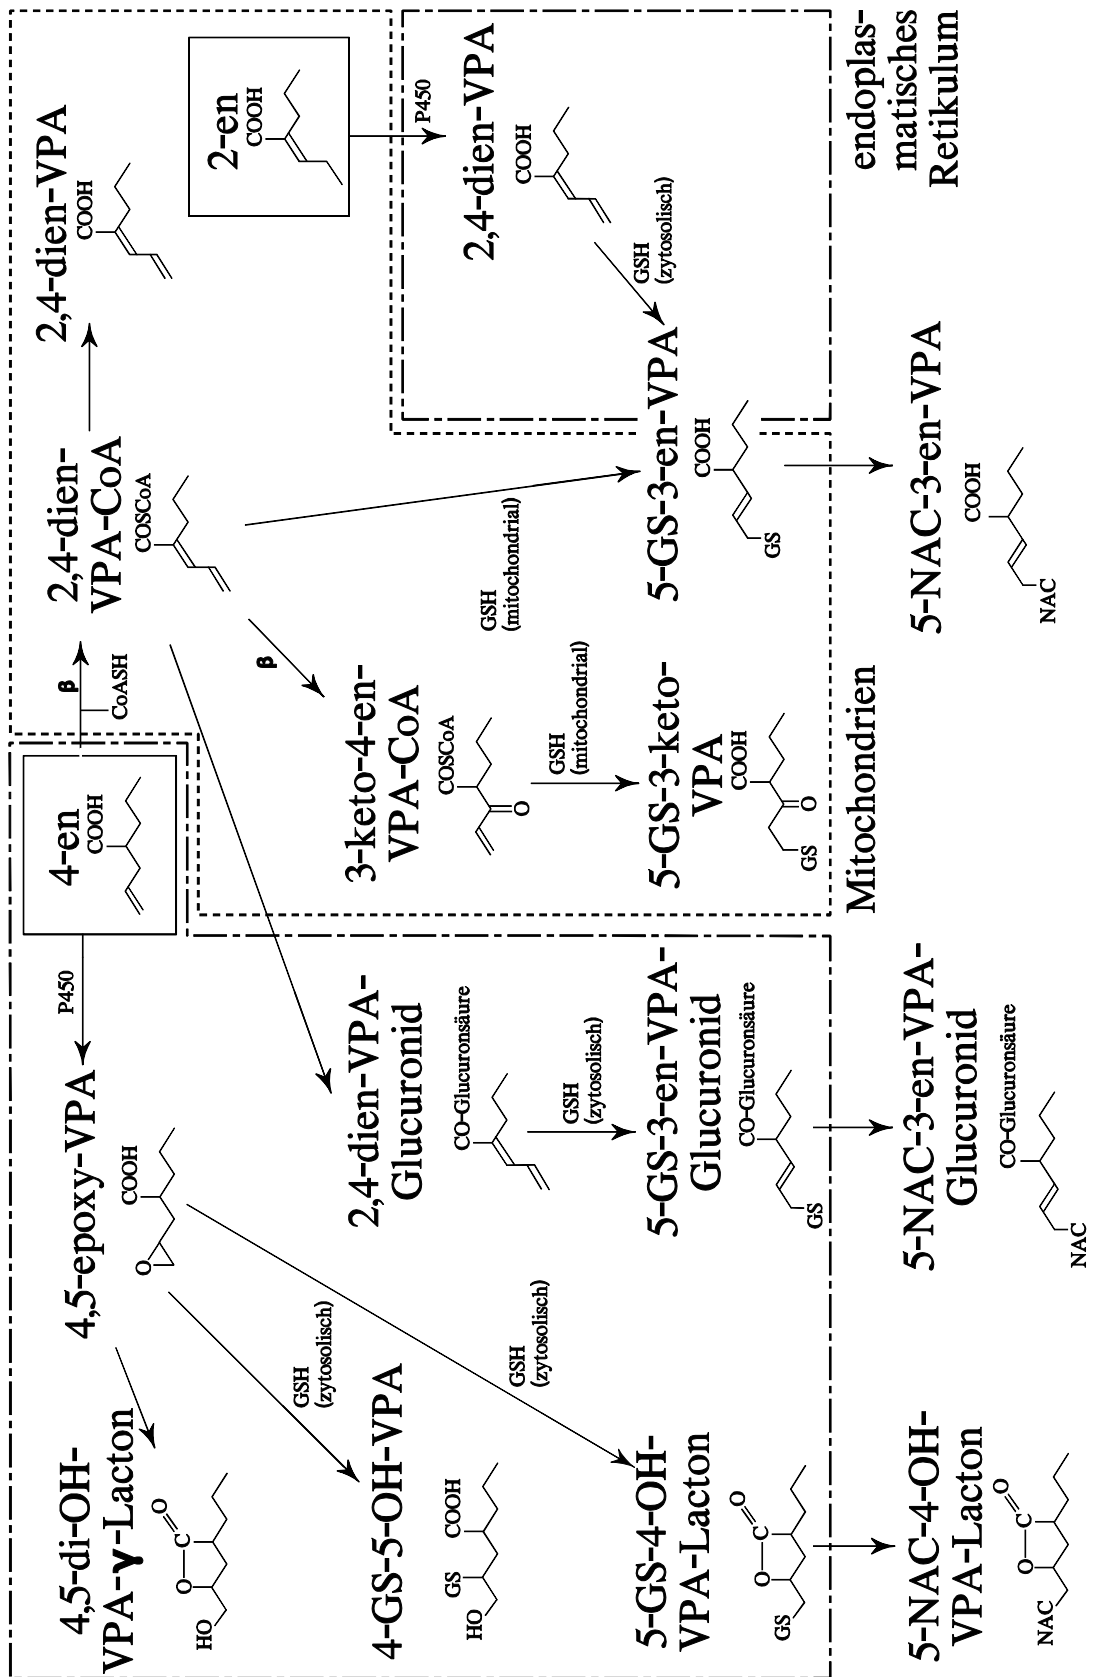 4,5-di-OH-
VPA-γ-Lacton
HO
O
C
O
4,5-epoxy-VPA
COOH
O
P450
4-en
COOH
β
CoASH
2,4-dien-
VPA-CoA
COSCoA
2,4-dien-VPA
COOH
2-en
COOH
P450
4-GS-5-OH-VPA
GS
COOH
HO
GSH
(zytosolisch)
2,4-dien-VPA-
Glucuronid
CO-Glucuronsäure
3-keto-4-en-
VPA-CoA
COSCoA
O
β
2,4-dien-VPA
COOH
GSH
(zytosolisch)
GSH
(zytosolisch)
GSH
(mitochondrial)
GSH
(mitochondrial)
GSH
(zytosolisch)
5-GS-4-OH-
VPA-Lacton
O
C
O
GS
5-GS-3-en-VPA-
Glucuronid
CO-Glucuronsäure
GS
5-GS-3-keto-
VPA
COOH
O
GS
5-GS-3-en-VPA
COOH
GS
Mitochondrien
endoplas-
matisches
Retikulum
5-NAC-4-OH-
VPA-Lacton
O
C
O
NAC
5-NAC-3-en-VPA-
Glucuronid
CO-Glucuronsäure
NAC
5-NAC-3-en-VPA
COOH
NAC